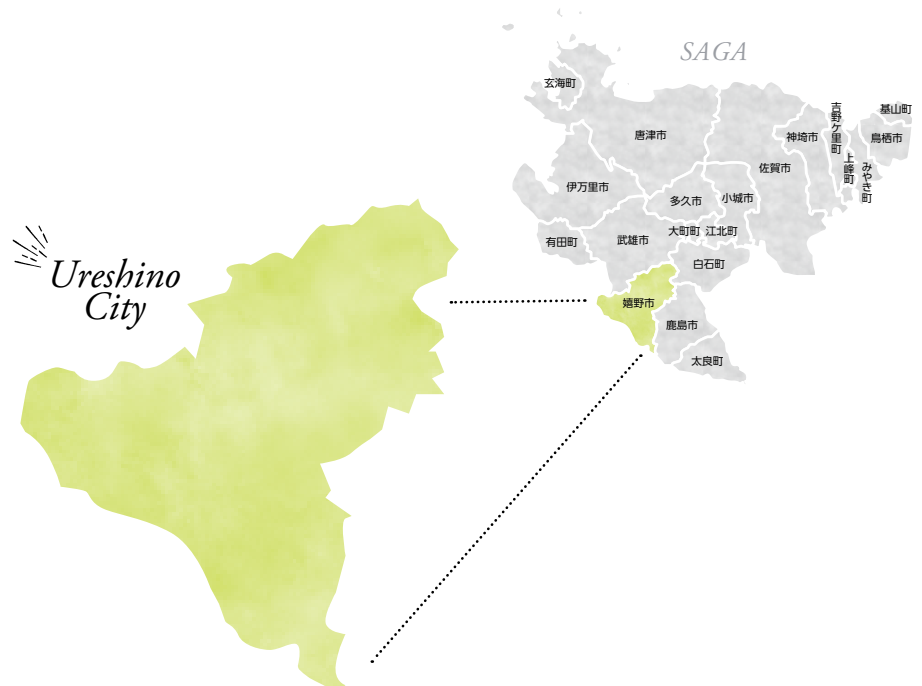 SAGA
玄海町
基山町
吉野ヶ里町
唐津市
神埼市
鳥栖市
上峰町
佐賀市
みやき町
伊万里市
多久市
小城市
有田町
武雄市
大町町
江北町
白石町
Ureshino
City
嬉野市
鹿島市
太良町